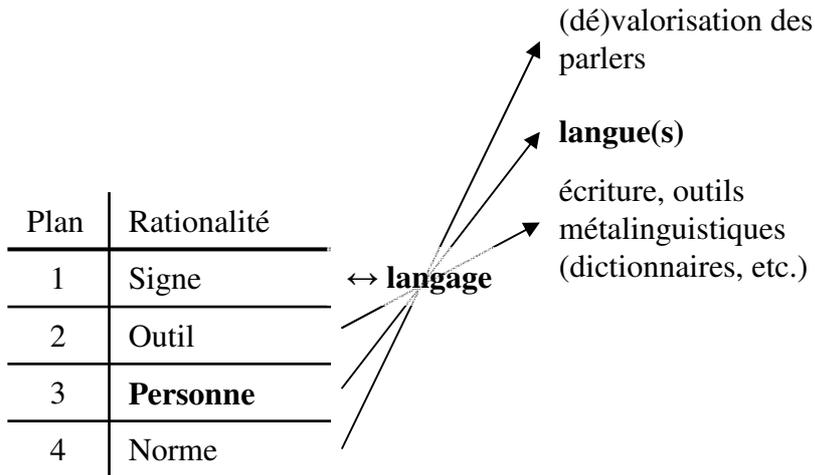 (dé)valorisation des
parlers
langue(s)
écriture, outils
métalinguistiques
(dictionnaires, etc.)
Plan Rationalité
1 Signe ↔ langage
2 Outil
3 Personne
4 Norme